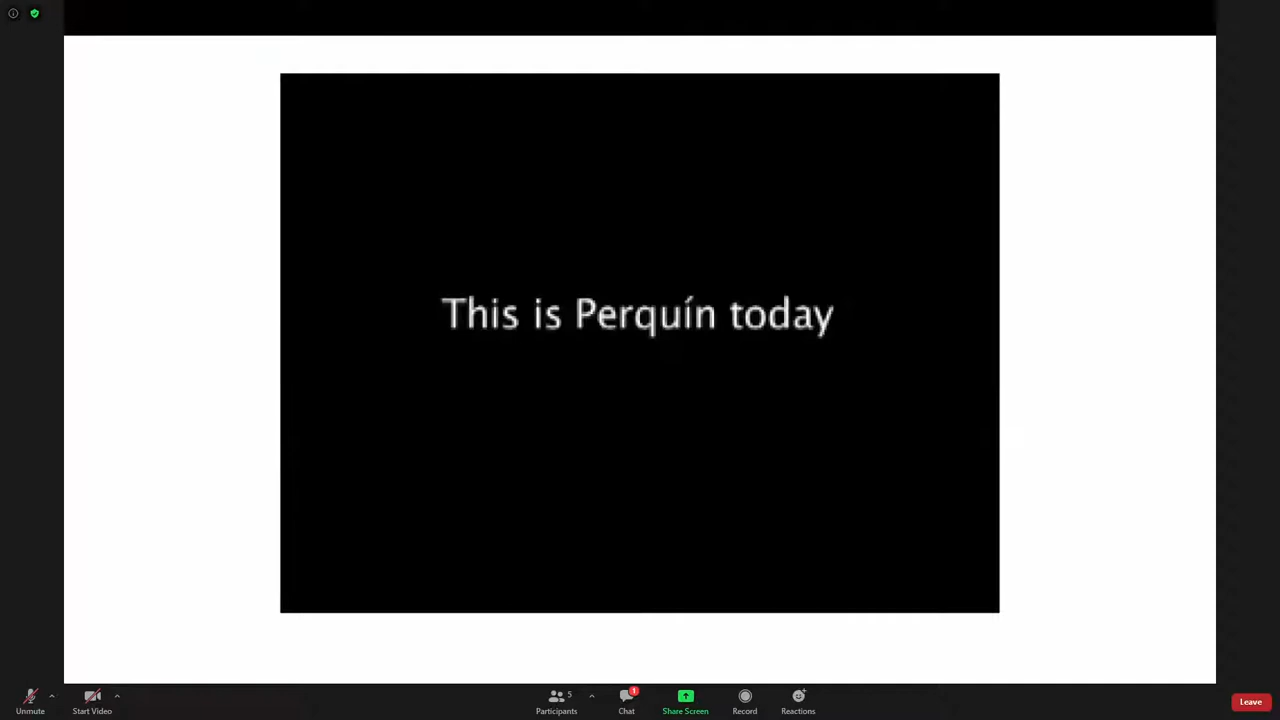 This is Perquín today
Unmute
Start Video
5
Participants
1
Chat
Share Screen
Record
Reactions
Leave